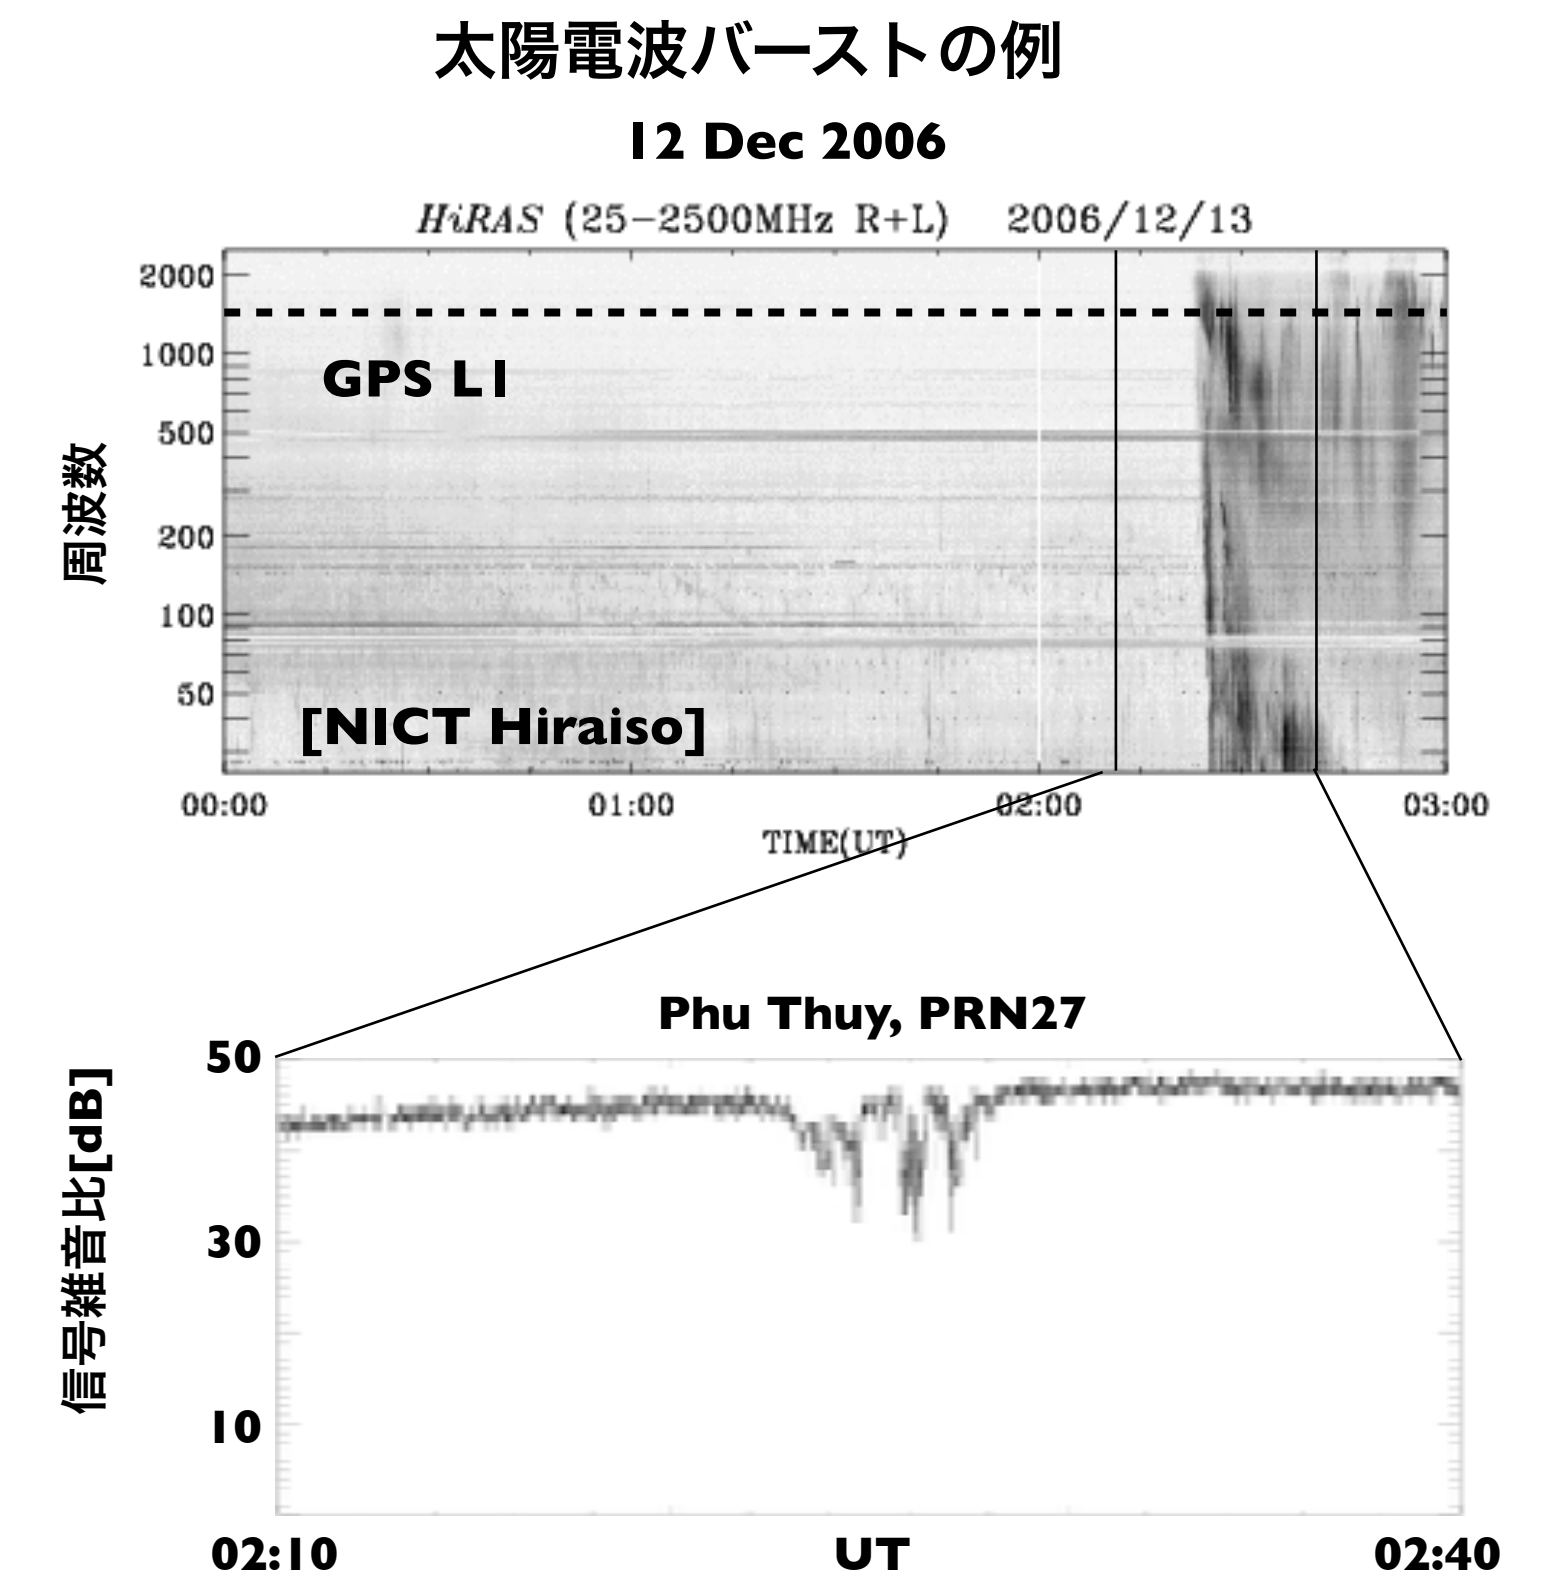 太陽電波バーストの例
12 Dec 2006
HiRAS (25-2500MHz R+L) 2006/12/13
2000
1000
500
200
100
50
周波数
GPS L1
[NICT Hiraiso]
00:00 01:00 02:00 03:00
TIME(UT)
Phu Thuy, PRN27
50
30
10
信号雑音比[dB]
02:10 UT 02:40